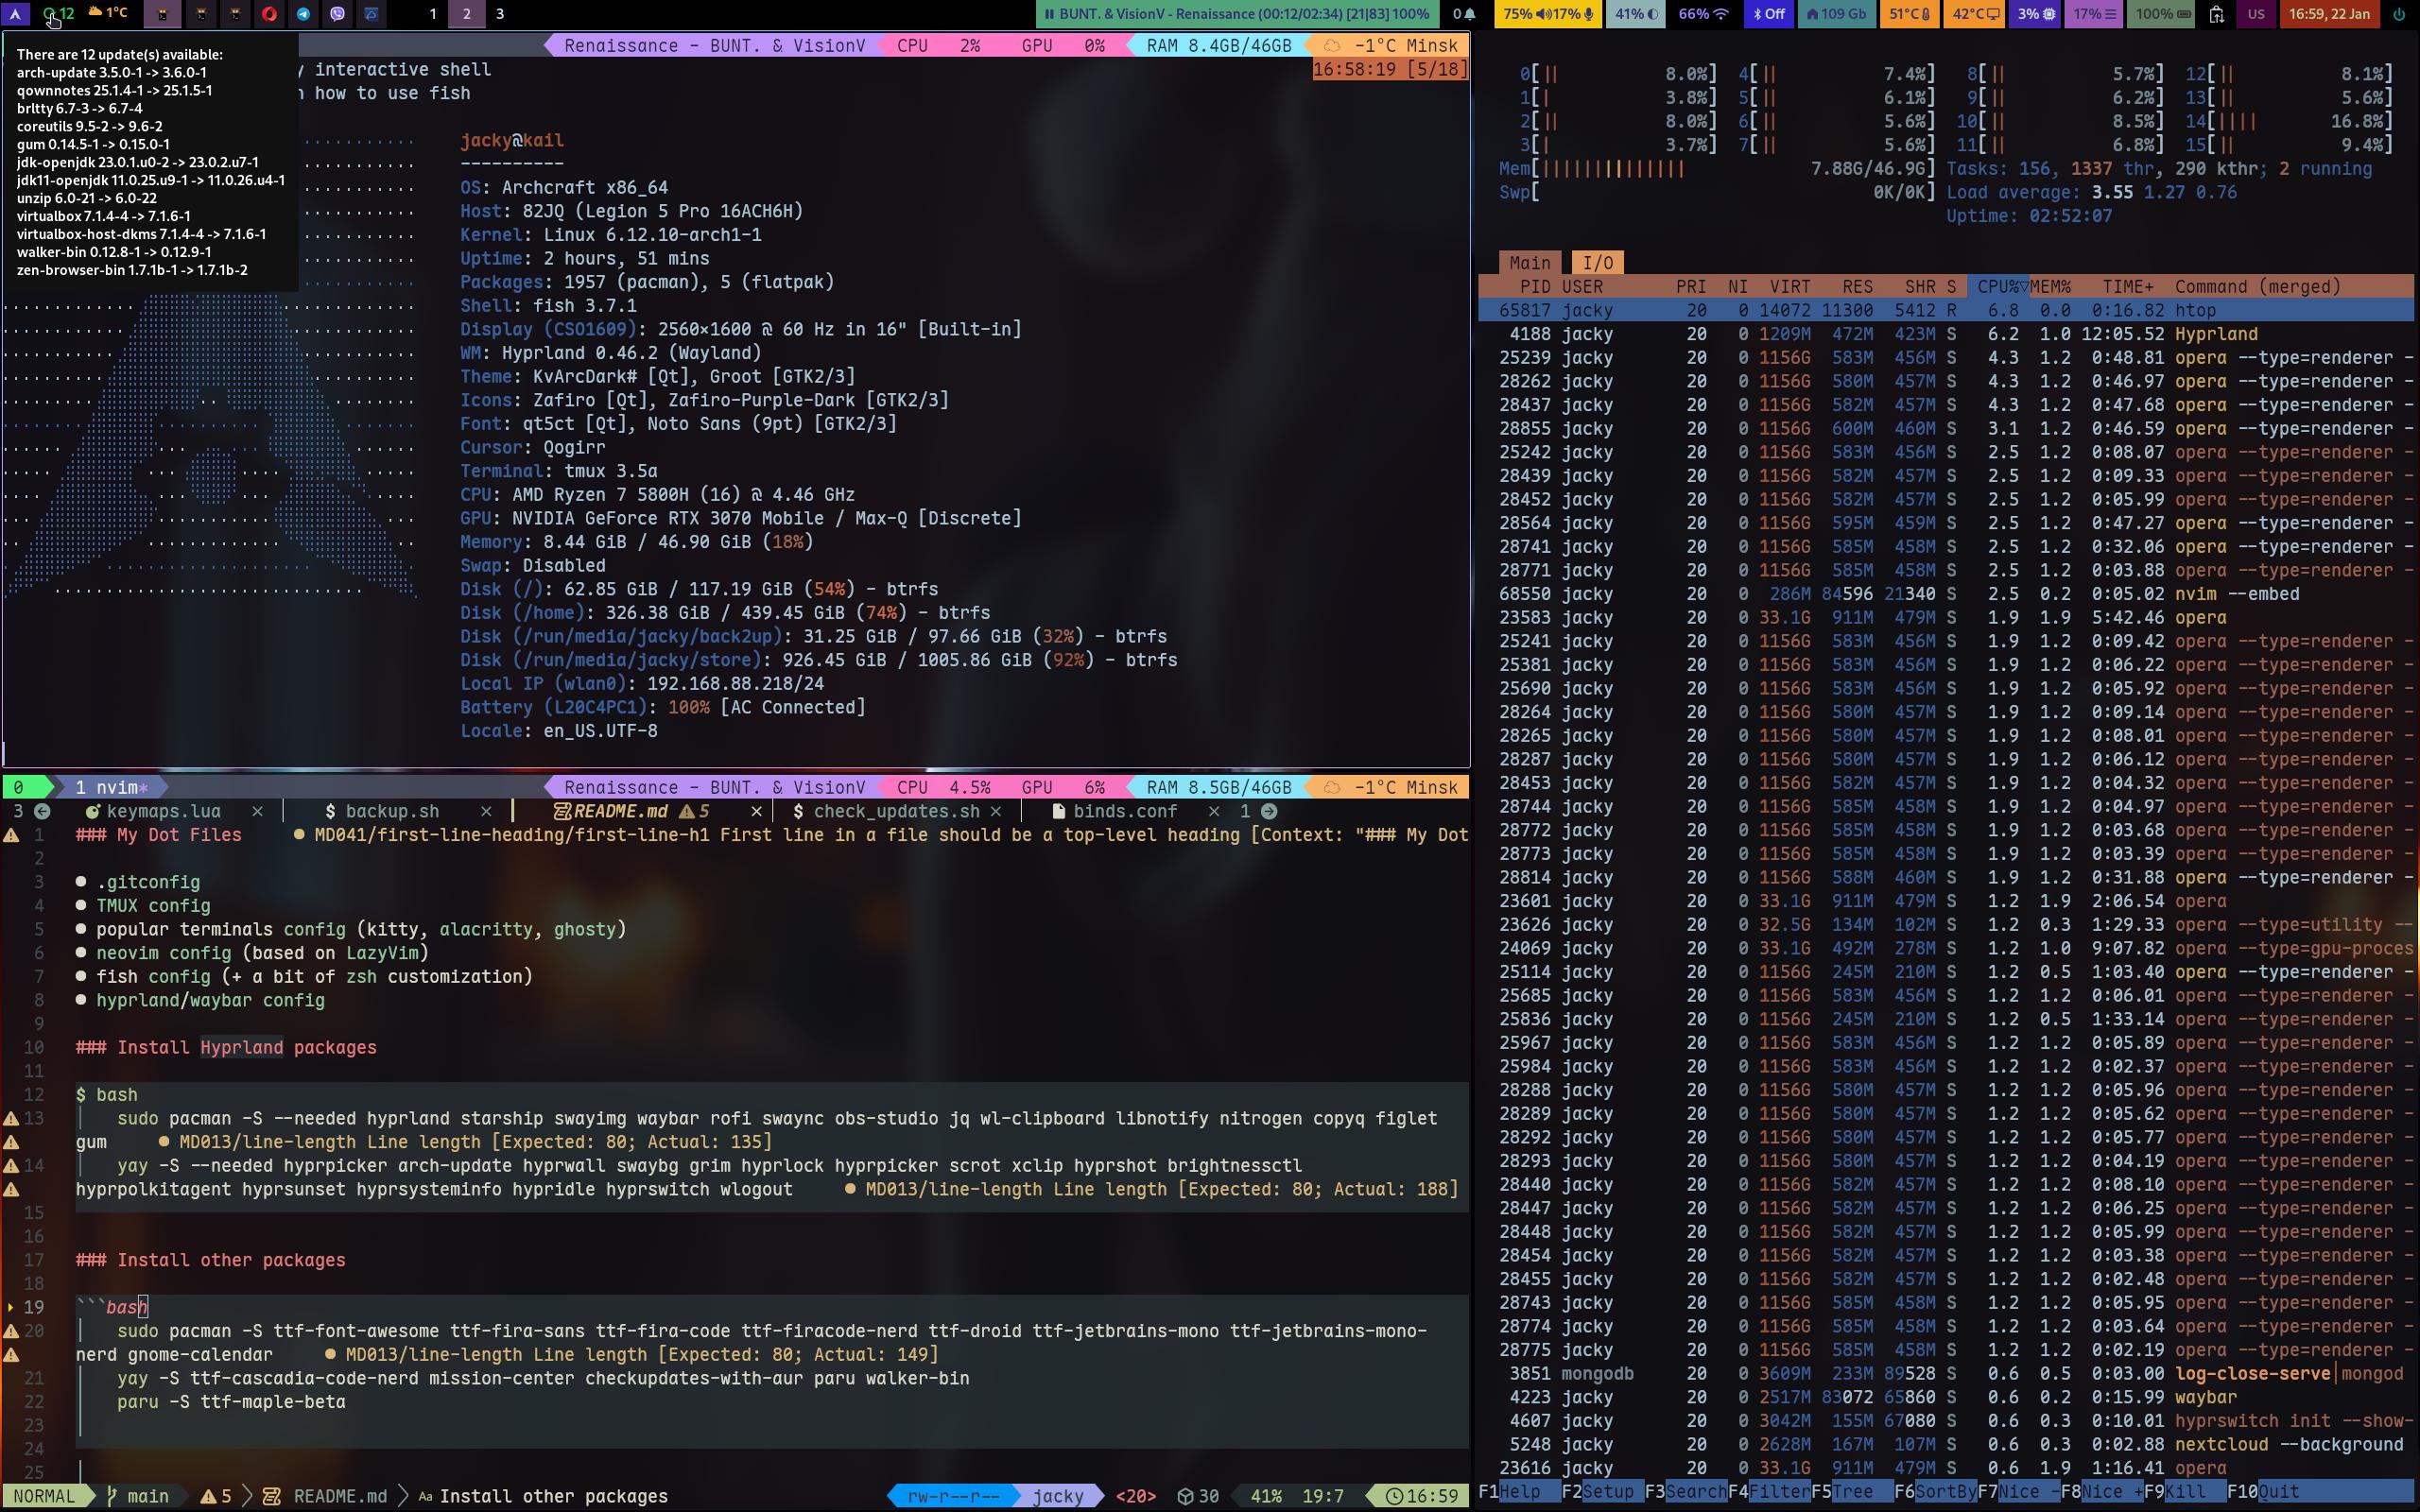 12 1°C 1 2 3 BUNT. & VisionV - Renaissance (00:12/02:34) [21|83] 100% 0 75% 17% 41% 66% Off 109 Gb 51°C 42°C 3% 17% 100% US 16:59, 22 Jan
There are 12 update(s) available:
arch-update 3.5.0-1 -> 3.6.0-1
qownnotes 25.1.4-1 -> 25.1.5-1
brltty 6.7-3 -> 6.7-4
coreutils 9.5-2 -> 9.6-2
gum 0.14.5-1 -> 0.15.0-1
jdk-openjdk 23.0.1.u0-2 -> 23.0.2.u7-1
jdk11-openjdk 11.0.25.u9-1 -> 11.0.26.u4-1
unzip 6.0-21 -> 6.0-22
virtualbox 7.1.4-4 -> 7.1.6-1
virtualbox-host-dkms 7.1.4-4 -> 7.1.6-1
walker-bin 0.12.8-1 -> 0.12.9-1
zen-browser-bin 1.7.1b-1 -> 1.7.1b-2
Renaissance - BUNT. & VisionV CPU 2% GPU 0% RAM 8.4GB/46GB -1°C Minsk
y interactive shell
16:58:19 [5/18]
how to use fish
jacky@kail
----------
OS: Archcraft x86_64
Host: 82JQ (Legion 5 Pro 16ACH6H)
Kernel: Linux 6.12.10-arch1-1
Uptime: 2 hours, 51 mins
Packages: 1957 (pacman), 5 (flatpak)
Shell: fish 3.7.1
Display (CSO1609): 2560×1600 @ 60 Hz in 16" [Built-in]
WM: Hyprland 0.46.2 (Wayland)
Theme: KvArcDark# [Qt], Groot [GTK2/3]
Icons: Zafiro [Qt], Zafiro-Purple-Dark [GTK2/3]
Font: qt5ct [Qt], Noto Sans (9pt) [GTK2/3]
Cursor: Qogirr
Terminal: tmux 3.5a
CPU: AMD Ryzen 7 5800H (16) @ 4.46 GHz
GPU: NVIDIA GeForce RTX 3070 Mobile / Max-Q [Discrete]
Memory: 8.44 GiB / 46.90 GiB (18%)
Swap: Disabled
Disk (/): 62.85 GiB / 117.19 GiB (54%) - btrfs
Disk (/home): 326.38 GiB / 439.45 GiB (74%) - btrfs
Disk (/run/media/jacky/back2up): 31.25 GiB / 97.66 GiB (32%) - btrfs
Disk (/run/media/jacky/store): 926.45 GiB / 1005.86 GiB (92%) - btrfs
Local IP (wlan0): 192.168.88.218/24
Battery (L20C4PC1): 100% [AC Connected]
Locale: en_US.UTF-8
0 1 nvim* Renaissance - BUNT. & VisionV CPU 4.5% GPU 6% RAM 8.5GB/46GB -1°C Minsk
3 keymaps.lua × $ backup.sh × README.md 5 × $ check_updates.sh × binds.conf × 1
1 ### My Dot Files ● MD041/first-line-heading/first-line-h1 First line in a file should be a top-level heading [Context: "### My Dot
2
3 ● .gitconfig
4 ● TMUX config
5 ● popular terminals config (kitty, alacritty, ghosty)
6 ● neovim config (based on LazyVim)
7 ● fish config (+ a bit of zsh customization)
8 ● hyprland/waybar config
9
10 ### Install Hyprland packages
11
12 $ bash
13 sudo pacman -S --needed hyprland starship swayimg waybar rofi swaync obs-studio jq wl-clipboard libnotify nitrogen copyq figlet
gum ● MD013/line-length Line length [Expected: 80; Actual: 135]
14 yay -S --needed hyprpicker arch-update hyprwall swaybg grim hyprlock hyprpicker scrot xclip hyprshot brightnessctl
hyprpolkitagent hyprsunset hyprsysteminfo hypridle hyprswitch wlogout ● MD013/line-length Line length [Expected: 80; Actual: 188]
15
16
17 ### Install other packages
18
19 ```bash
20 sudo pacman -S ttf-font-awesome ttf-fira-sans ttf-fira-code ttf-firacode-nerd ttf-droid ttf-jetbrains-mono ttf-jetbrains-mono-
nerd gnome-calendar ● MD013/line-length Line length [Expected: 80; Actual: 149]
21 yay -S ttf-cascadia-code-nerd mission-center checkupdates-with-aur paru walker-bin
22 paru -S ttf-maple-beta
23
24
25
NORMAL main 5 README.md Aa Install other packages rw-r--r-- jacky <20> 30 41% 19:7 16:59
0[|| 8.0%] 4[|| 7.4%] 8[|| 5.7%] 12[|| 8.1%]
1[| 3.8%] 5[|| 6.1%] 9[|| 6.2%] 13[|| 5.6%]
2[|| 8.0%] 6[|| 5.6%] 10[|| 8.5%] 14[|||| 16.8%]
3[| 3.7%] 7[|| 5.6%] 11[|| 6.8%] 15[|| 9.4%]
Mem[|||||||||||||||| 7.88G/46.9G] Tasks: 156, 1337 thr, 290 kthr; 2 running
Swp[ 0K/0K] Load average: 3.55 1.27 0.76
Uptime: 02:52:07
Main I/O
PID USER PRI NI VIRT RES SHR S CPU%▽MEM% TIME+ Command (merged)
65817 jacky 20 0 14072 11300 5412 R 6.8 0.0 0:16.82 htop
4188 jacky 20 0 1209M 472M 423M S 6.2 1.0 12:05.52 Hyprland
25239 jacky 20 0 1156G 583M 456M S 4.3 1.2 0:48.81 opera --type=renderer -
28262 jacky 20 0 1156G 580M 457M S 4.3 1.2 0:46.97 opera --type=renderer -
28437 jacky 20 0 1156G 582M 457M S 4.3 1.2 0:47.68 opera --type=renderer -
28855 jacky 20 0 1156G 600M 460M S 3.1 1.2 0:46.59 opera --type=renderer -
25242 jacky 20 0 1156G 583M 456M S 2.5 1.2 0:08.07 opera --type=renderer -
28439 jacky 20 0 1156G 582M 457M S 2.5 1.2 0:09.33 opera --type=renderer -
28452 jacky 20 0 1156G 582M 457M S 2.5 1.2 0:05.99 opera --type=renderer -
28564 jacky 20 0 1156G 595M 459M S 2.5 1.2 0:47.27 opera --type=renderer -
28741 jacky 20 0 1156G 585M 458M S 2.5 1.2 0:32.06 opera --type=renderer -
28771 jacky 20 0 1156G 585M 458M S 2.5 1.2 0:03.88 opera --type=renderer -
68550 jacky 20 0 286M 84596 21340 S 2.5 0.2 0:05.02 nvim --embed
23583 jacky 20 0 33.1G 911M 479M S 1.9 1.9 5:42.46 opera
25241 jacky 20 0 1156G 583M 456M S 1.9 1.2 0:09.42 opera --type=renderer -
25381 jacky 20 0 1156G 583M 456M S 1.9 1.2 0:06.22 opera --type=renderer -
25690 jacky 20 0 1156G 583M 456M S 1.9 1.2 0:05.92 opera --type=renderer -
28264 jacky 20 0 1156G 580M 457M S 1.9 1.2 0:09.14 opera --type=renderer -
28265 jacky 20 0 1156G 580M 457M S 1.9 1.2 0:08.01 opera --type=renderer -
28287 jacky 20 0 1156G 580M 457M S 1.9 1.2 0:06.12 opera --type=renderer -
28453 jacky 20 0 1156G 582M 457M S 1.9 1.2 0:04.32 opera --type=renderer -
28744 jacky 20 0 1156G 585M 458M S 1.9 1.2 0:04.97 opera --type=renderer -
28772 jacky 20 0 1156G 585M 458M S 1.9 1.2 0:03.68 opera --type=renderer -
28773 jacky 20 0 1156G 585M 458M S 1.9 1.2 0:03.39 opera --type=renderer -
28814 jacky 20 0 1156G 588M 460M S 1.9 1.2 0:31.88 opera --type=renderer -
23601 jacky 20 0 33.1G 911M 479M S 1.2 1.9 2:06.54 opera
23626 jacky 20 0 32.5G 134M 102M S 1.2 0.3 1:29.33 opera --type=utility --
24069 jacky 20 0 33.1G 492M 278M S 1.2 1.0 9:07.82 opera --type=gpu-proces
25114 jacky 20 0 1156G 245M 210M S 1.2 0.5 1:03.40 opera --type=renderer -
25685 jacky 20 0 1156G 583M 456M S 1.2 1.2 0:06.01 opera --type=renderer -
25836 jacky 20 0 1156G 245M 210M S 1.2 0.5 1:33.14 opera --type=renderer -
25967 jacky 20 0 1156G 583M 456M S 1.2 1.2 0:05.89 opera --type=renderer -
25984 jacky 20 0 1156G 583M 456M S 1.2 1.2 0:02.37 opera --type=renderer -
28288 jacky 20 0 1156G 580M 457M S 1.2 1.2 0:05.96 opera --type=renderer -
28289 jacky 20 0 1156G 580M 457M S 1.2 1.2 0:05.62 opera --type=renderer -
28292 jacky 20 0 1156G 580M 457M S 1.2 1.2 0:05.77 opera --type=renderer -
28293 jacky 20 0 1156G 580M 457M S 1.2 1.2 0:04.19 opera --type=renderer -
28440 jacky 20 0 1156G 582M 457M S 1.2 1.2 0:08.10 opera --type=renderer -
28447 jacky 20 0 1156G 582M 457M S 1.2 1.2 0:06.25 opera --type=renderer -
28448 jacky 20 0 1156G 582M 457M S 1.2 1.2 0:05.99 opera --type=renderer -
28454 jacky 20 0 1156G 582M 457M S 1.2 1.2 0:03.38 opera --type=renderer -
28455 jacky 20 0 1156G 582M 457M S 1.2 1.2 0:02.48 opera --type=renderer -
28743 jacky 20 0 1156G 585M 458M S 1.2 1.2 0:05.95 opera --type=renderer -
28774 jacky 20 0 1156G 585M 458M S 1.2 1.2 0:03.64 opera --type=renderer -
28775 jacky 20 0 1156G 585M 458M S 1.2 1.2 0:02.19 opera --type=renderer -
3851 mongodb 20 0 3609M 233M 89528 S 0.6 0.5 0:03.00 log-close-serve│mongod
4223 jacky 20 0 2517M 83072 65860 S 0.6 0.2 0:15.99 waybar
4607 jacky 20 0 3042M 155M 67080 S 0.6 0.3 0:10.01 hyprswitch init --show-
5248 jacky 20 0 2628M 167M 107M S 0.6 0.3 0:02.88 nextcloud --background
23616 jacky 20 0 33.1G 911M 479M S 0.6 1.9 1:16.41 opera
F1Help F2Setup F3SearchF4FilterF5Tree F6SortByF7Nice -F8Nice +F9Kill F10Quit